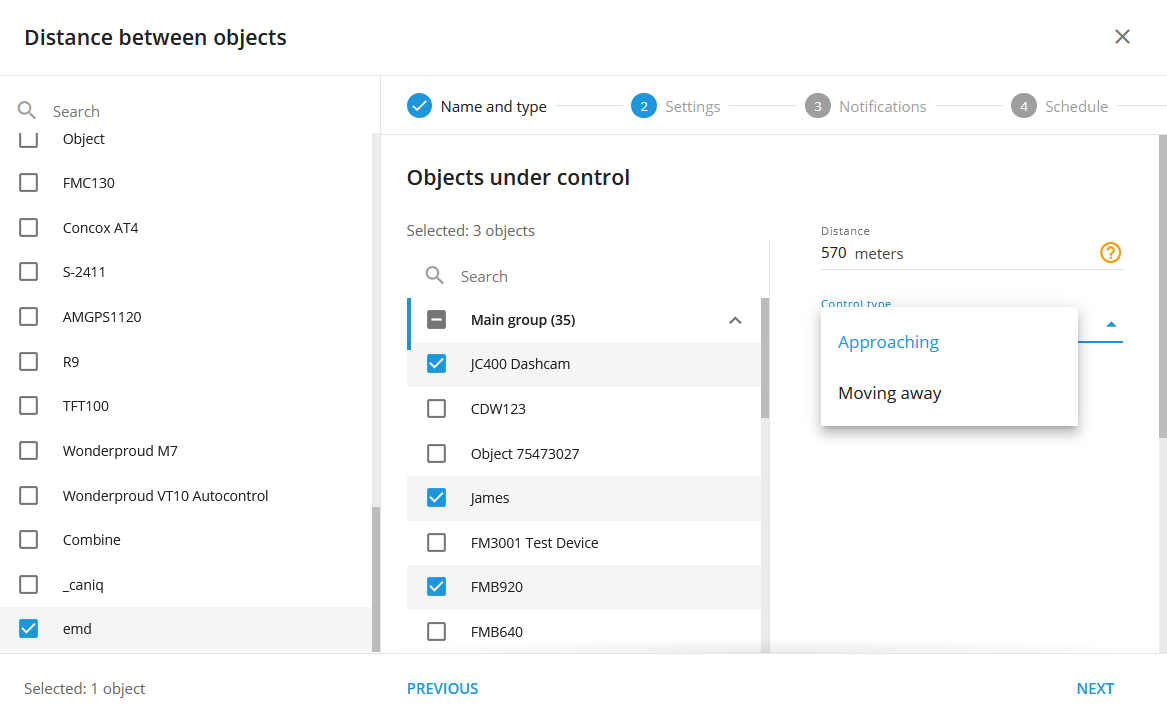 Distance between objects
Search
Object
FMC130
Concox AT4
S-2411
AMGPS1120
R9
TFT100
Wonderproud M7
Wonderproud VT10 Autocontrol
Combine
_caniq
emd
Selected: 1 object
Name and type
2 Settings
3 Notifications
4 Schedule
Objects under control
Selected: 3 objects
Search
Main group (35)
JC400 Dashcam
CDW123
Object 75473027
James
FM3001 Test Device
FMB920
FMB640
Distance
570 meters
?
Control type
Approaching
Moving away
PREVIOUS
NEXT